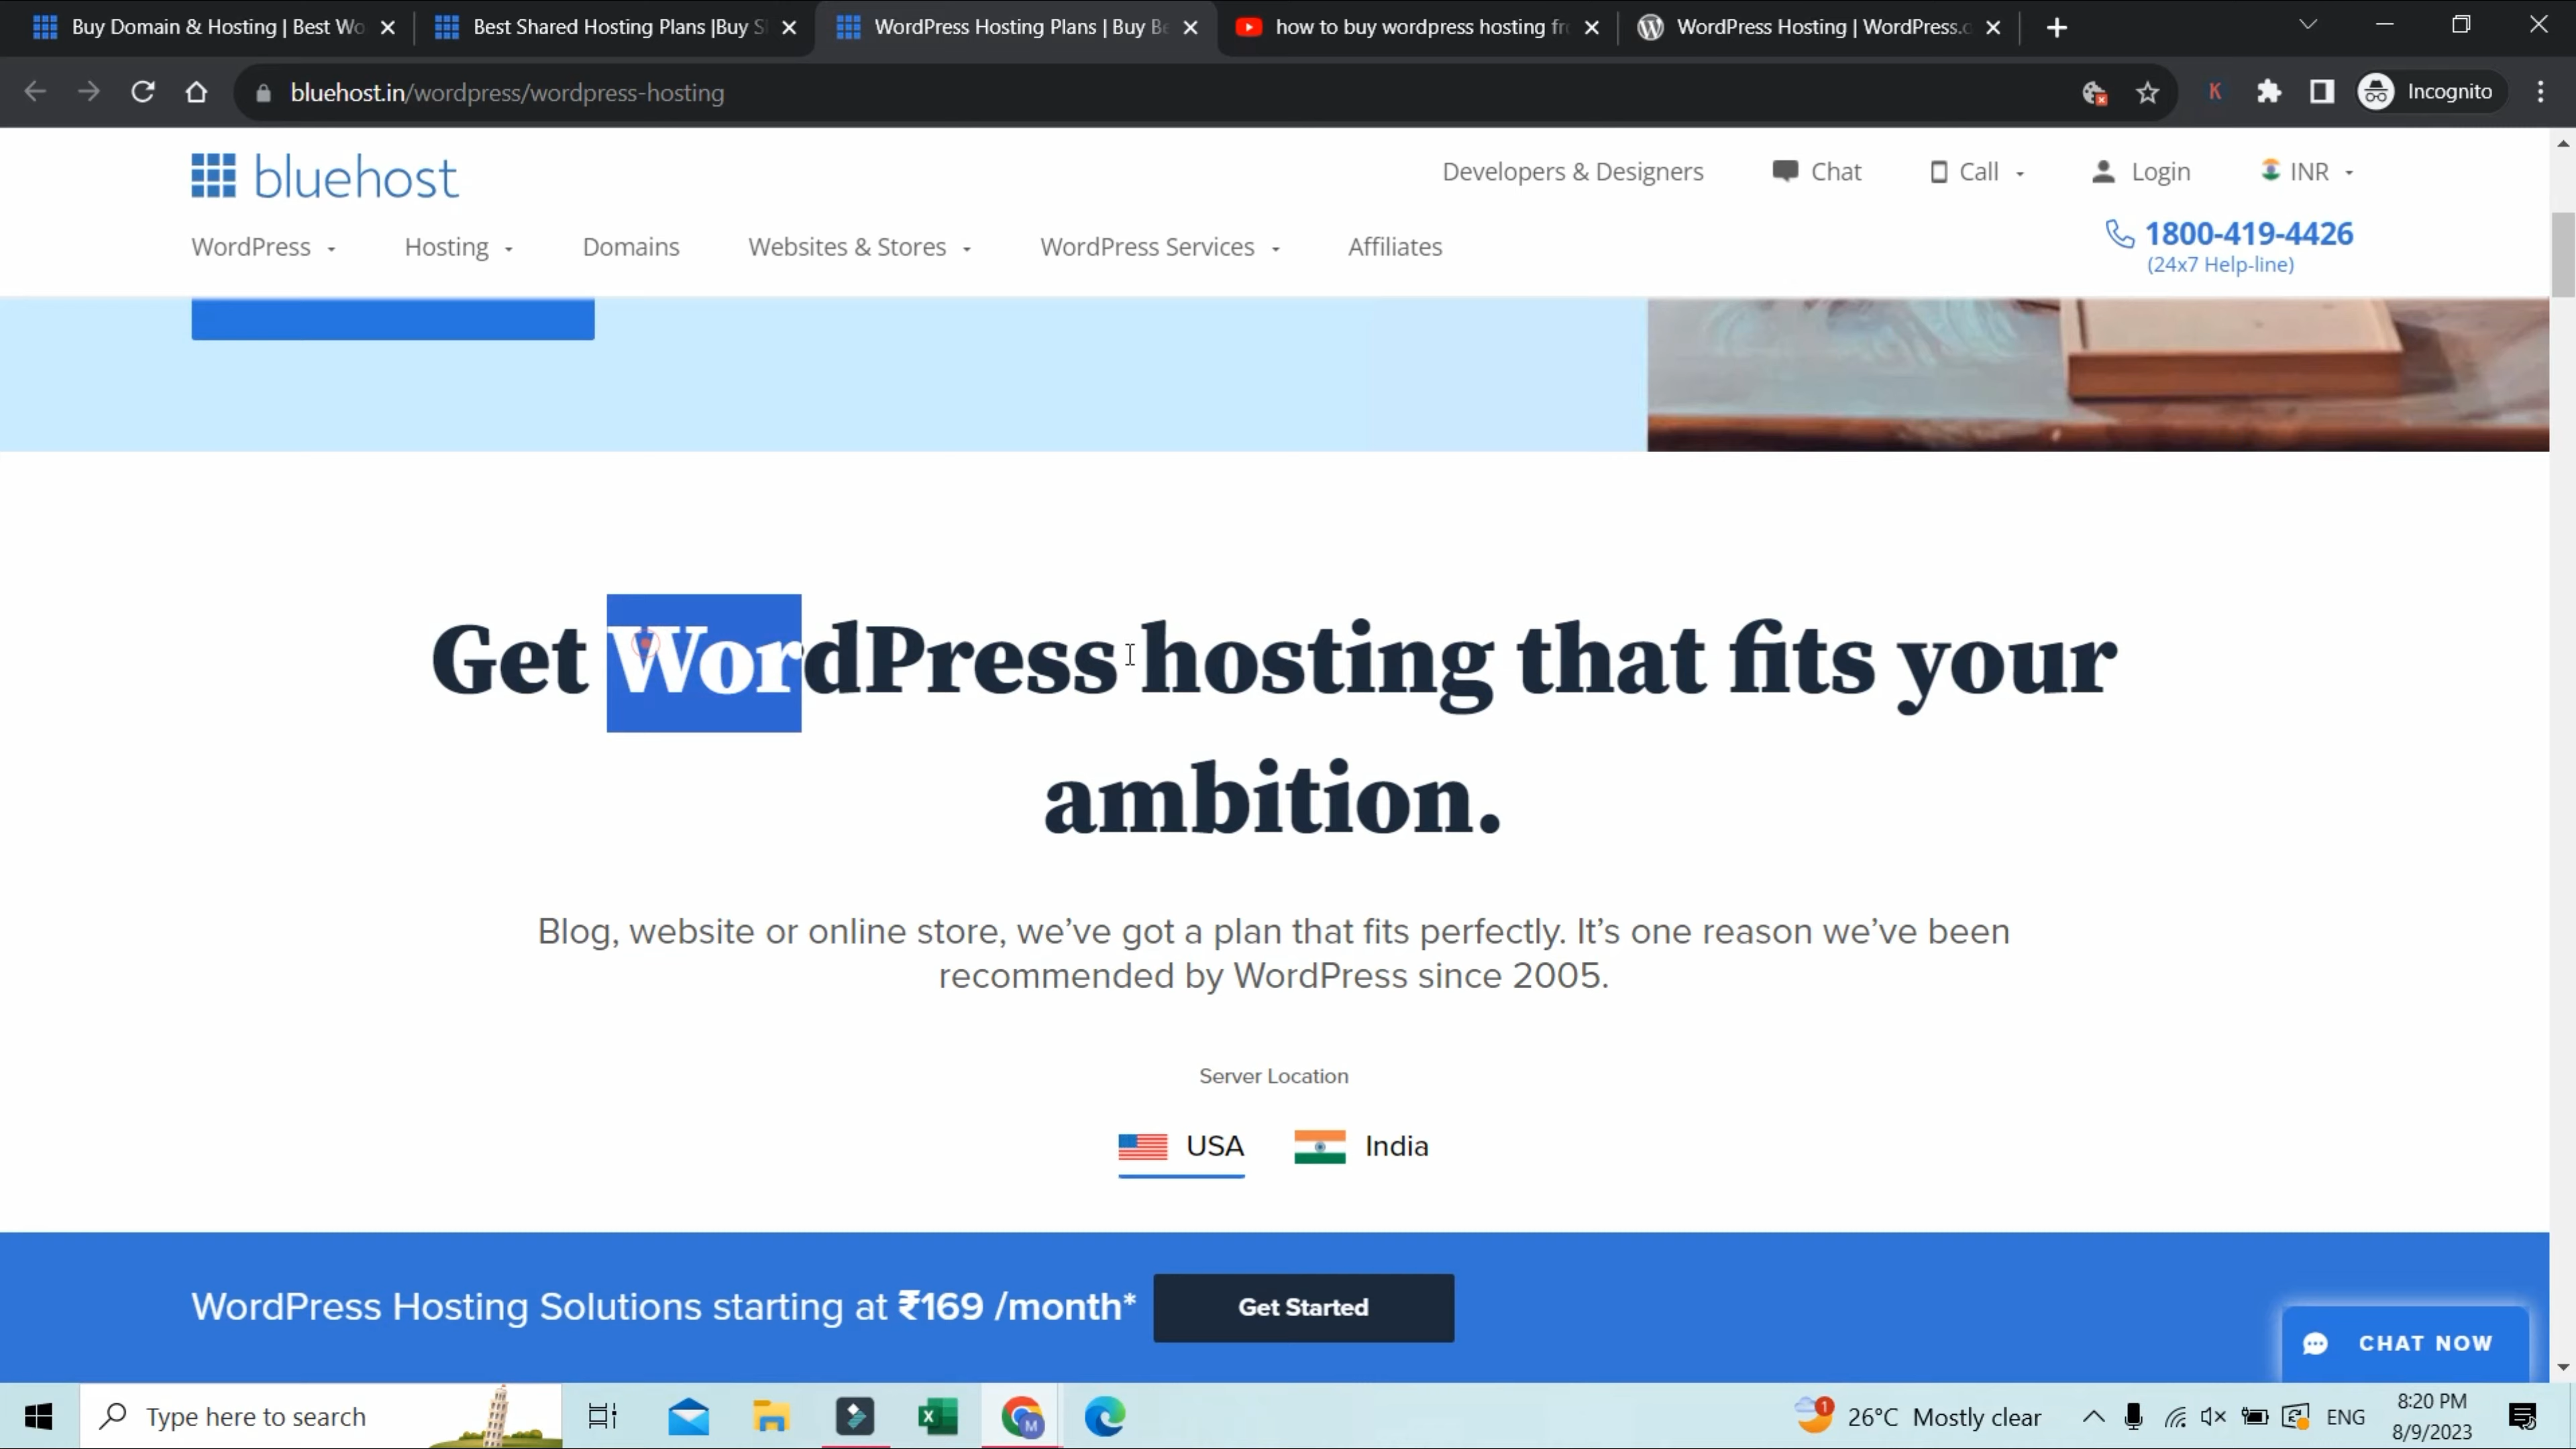 Buy Domain & Hosting | Best Wo
Best Shared Hosting Plans |Buy S
WordPress Hosting Plans | Buy Be
how to buy wordpress hosting fr
WordPress Hosting | WordPress.o
bluehost.in/wordpress/wordpress-hosting
K
Incognito
bluehost
Developers & Designers
Chat
Call
Login
INR
WordPress
Hosting
Domains
Websites & Stores
WordPress Services
Affiliates
1800-419-4426
(24x7 Help-line)
Get WordPress hosting that fits your
ambition.
Blog, website or online store, we’ve got a plan that fits perfectly. It’s one reason we’ve been
recommended by WordPress since 2005.
Server Location
USA
India
WordPress Hosting Solutions starting at ₹169 /month*
Get Started
CHAT NOW
Type here to search
M
1
26°C Mostly clear
ENG
8:20 PM
8/9/2023